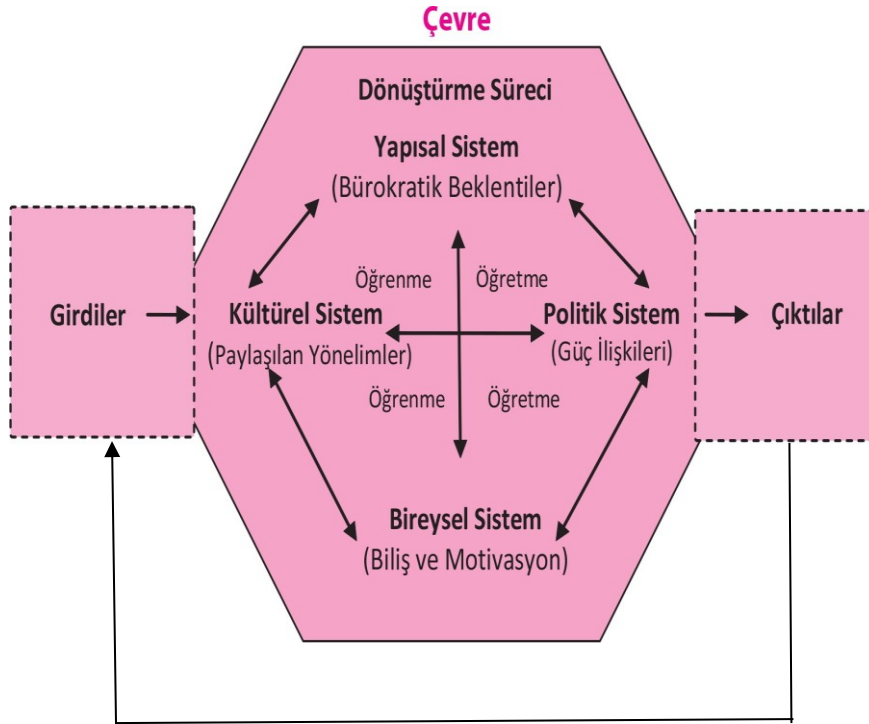 Çevre
Dönüştürme Süreci
Yapısal Sistem
(Bürokratik Beklentiler)
Öğrenme
Öğretme
Girdiler
Kültürel Sistem
(Paylaşılan Yönelimler)
Politik Sistem
(Güç İlişkileri)
Çıktılar
Öğrenme
Öğretme
Bireysel Sistem
(Biliş ve Motivasyon)